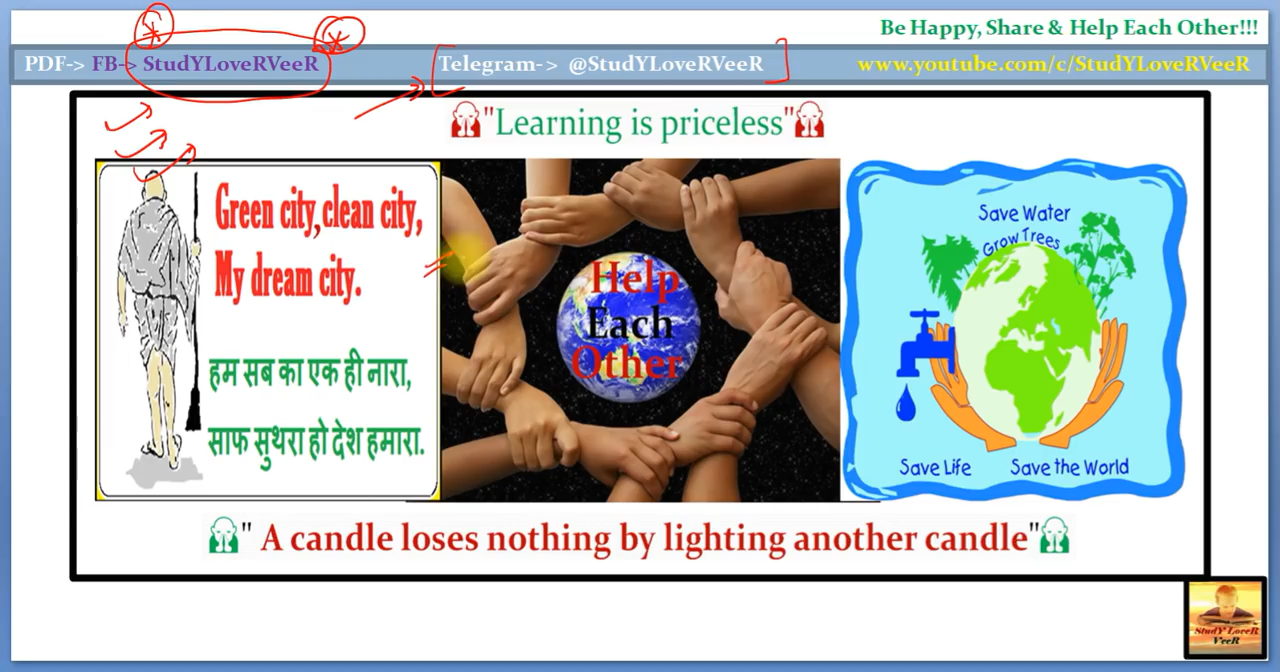 Be Happy, Share & Help Each Other!!!
PDF-> FB-> StudYLoveRVeeR Telegram-> @StudYLoveRVeeR www.youtube.com/c/StudYLoveRVeeR
"Learning is priceless"
Green city, clean city,
My dream city.
हम सब का एक ही नारा,
साफ सुथरा हो देश हमारा.
Help
Each
Other
Save Water
Grow Trees
Save Life Save the World
" A candle loses nothing by lighting another candle"
StudY LoveR
VeeR